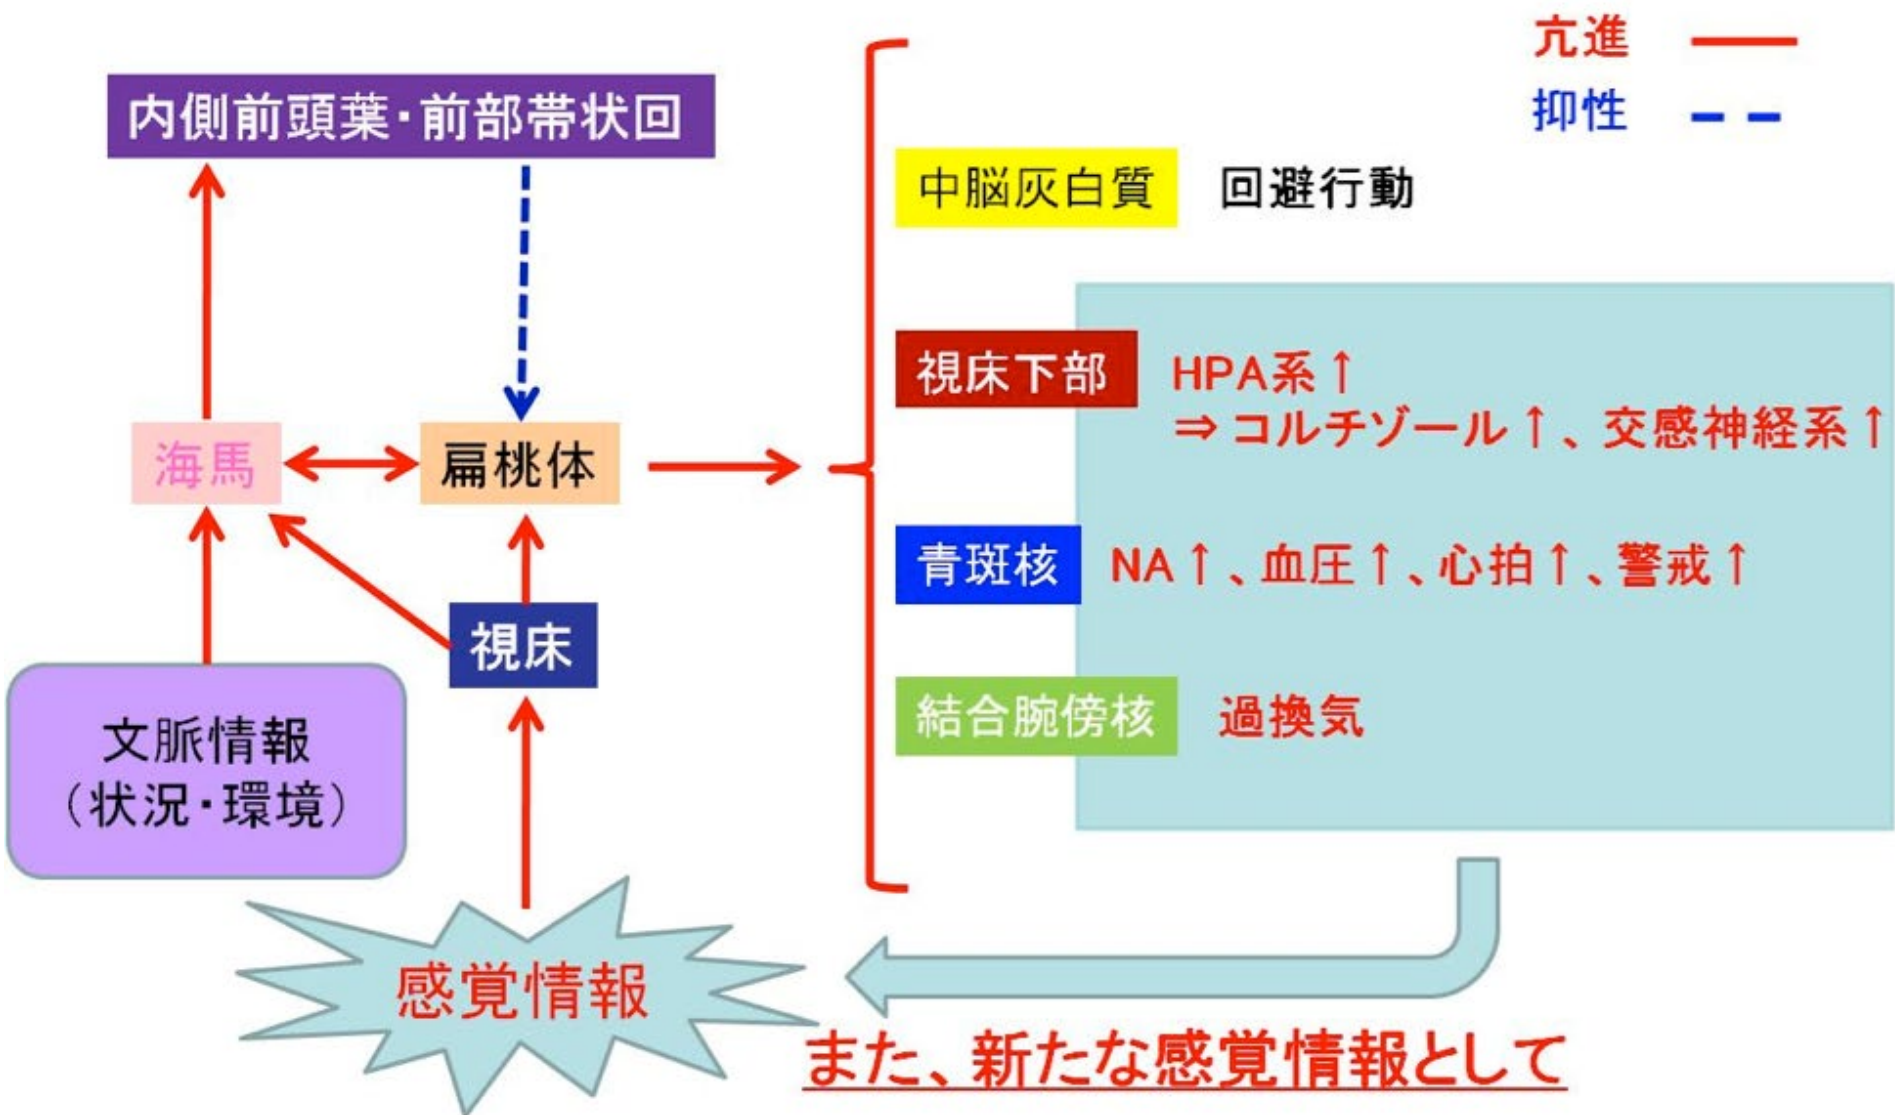 亢進
抑性
内側前頭葉・前部帯状回
中脳灰白質 回避行動
視床下部 HPA系↑
⇒コルチゾール↑、交感神経系↑
海馬 扁桃体
青斑核 NA↑、血圧↑、心拍↑、警戒↑
視床
結合腕傍核 過換気
文脈情報
(状況・環境)
感覚情報
また、新たな感覚情報として